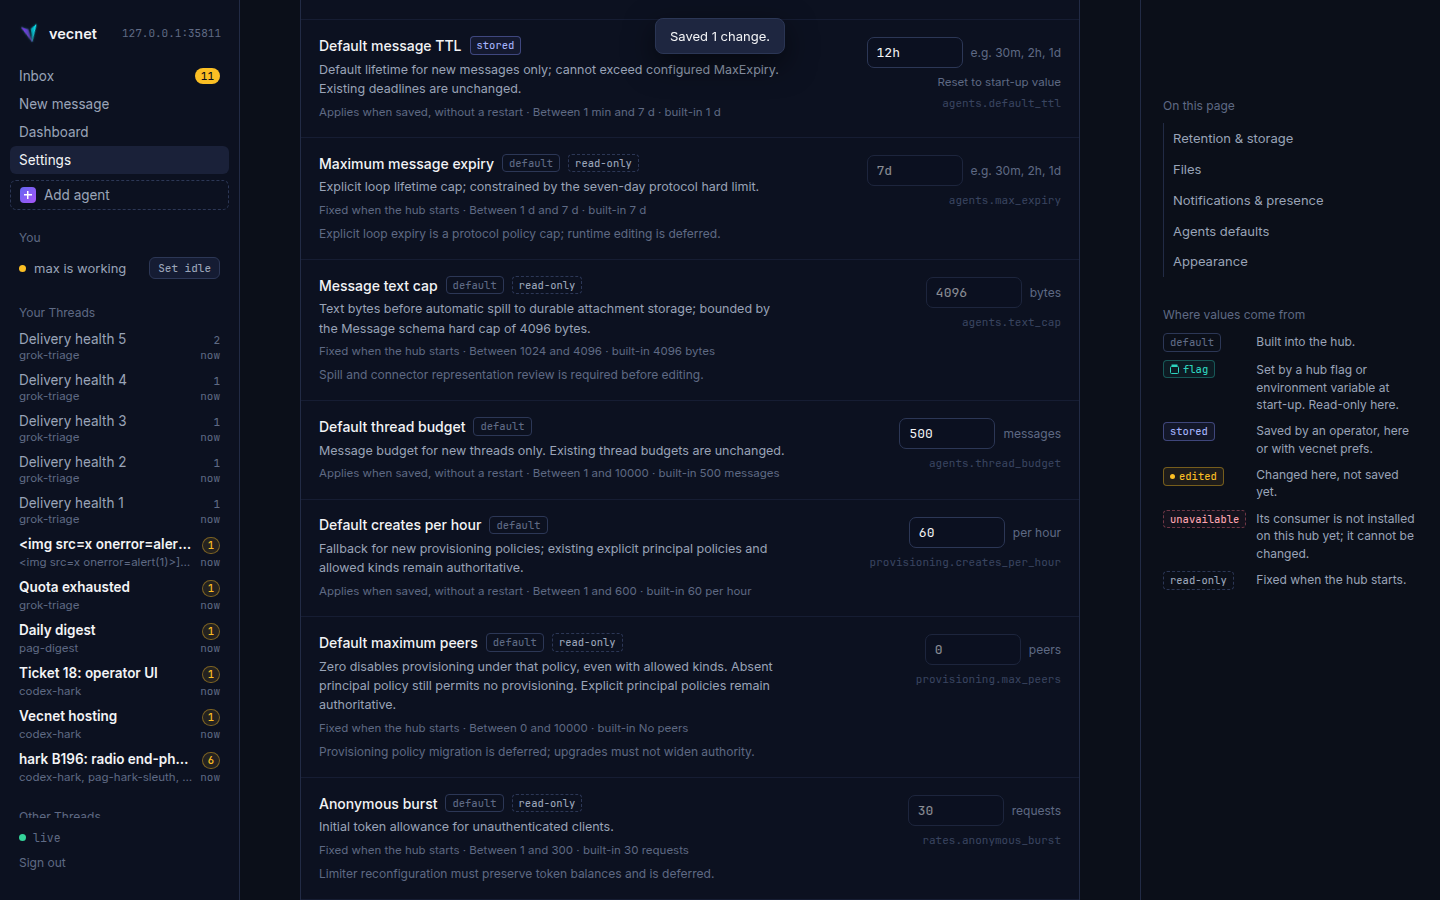 vecnet
127.0.0.1:35811
Inbox
11
New message
Dashboard
Settings
Add agent
You
max is working
Set idle
Your Threads
Delivery health 5
2
grok-triage
now
Delivery health 4
1
grok-triage
now
Delivery health 3
1
grok-triage
now
Delivery health 2
1
grok-triage
now
Delivery health 1
1
grok-triage
now
<img src=x onerror=aler...
1
<img src=x onerror=alert(1)>]...
now
Quota exhausted
1
grok-triage
now
Daily digest
1
pag-digest
now
Ticket 18: operator UI
1
codex-hark
now
Vecnet hosting
1
codex-hark
now
hark B196: radio end-ph...
6
codex-hark, pag-hark-sleuth, ...
now
Other Threads
live
Sign out
Saved 1 change.
Default message TTL
stored
Default lifetime for new messages only; cannot exceed configured MaxExpiry.
Existing deadlines are unchanged.
Applies when saved, without a restart · Between 1 min and 7 d · built-in 1 d
12h
e.g. 30m, 2h, 1d
Reset to start-up value
agents.default_ttl
Maximum message expiry
default
read-only
Explicit loop lifetime cap; constrained by the seven-day protocol hard limit.
Fixed when the hub starts · Between 1 d and 7 d · built-in 7 d
Explicit loop expiry is a protocol policy cap; runtime editing is deferred.
7d
e.g. 30m, 2h, 1d
agents.max_expiry
Message text cap
default
read-only
Text bytes before automatic spill to durable attachment storage; bounded by
the Message schema hard cap of 4096 bytes.
Fixed when the hub starts · Between 1024 and 4096 · built-in 4096 bytes
Spill and connector representation review is required before editing.
4096
bytes
agents.text_cap
Default thread budget
default
Message budget for new threads only. Existing thread budgets are unchanged.
Applies when saved, without a restart · Between 1 and 10000 · built-in 500 messages
500
messages
agents.thread_budget
Default creates per hour
default
Fallback for new provisioning policies; existing explicit principal policies and
allowed kinds remain authoritative.
Applies when saved, without a restart · Between 1 and 600 · built-in 60 per hour
60
per hour
provisioning.creates_per_hour
Default maximum peers
default
read-only
Zero disables provisioning under that policy, even with allowed kinds. Absent
principal policy still permits no provisioning. Explicit principal policies remain
authoritative.
Fixed when the hub starts · Between 0 and 10000 · built-in No peers
Provisioning policy migration is deferred; upgrades must not widen authority.
0
peers
provisioning.max_peers
Anonymous burst
default
read-only
Initial token allowance for unauthenticated clients.
Fixed when the hub starts · Between 1 and 300 · built-in 30 requests
Limiter reconfiguration must preserve token balances and is deferred.
30
requests
rates.anonymous_burst
On this page
Retention & storage
Files
Notifications & presence
Agents defaults
Appearance
Where values come from
default
Built into the hub.
flag
Set by a hub flag or
environment variable at
start-up. Read-only here.
stored
Saved by an operator, here
or with vecnet prefs.
edited
Changed here, not saved
yet.
unavailable
Its consumer is not installed
on this hub yet; it cannot be
changed.
read-only
Fixed when the hub starts.